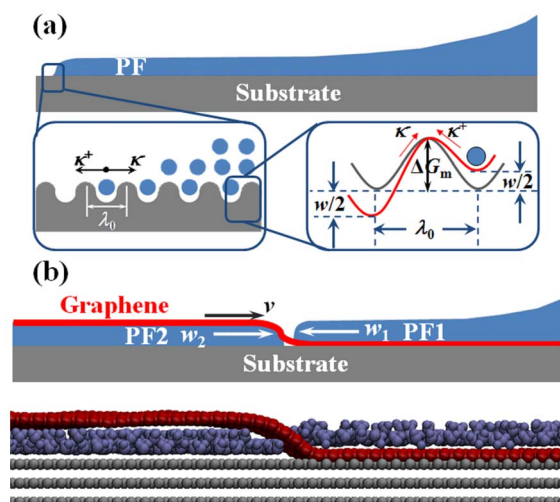 (a)
PF
Substrate
κ⁺ κ⁻
λ₀
κ⁻ κ⁺
ΔGₘ
w/2
w/2
λ₀
(b)
Graphene v
PF2 w₂ w₁ PF1
Substrate